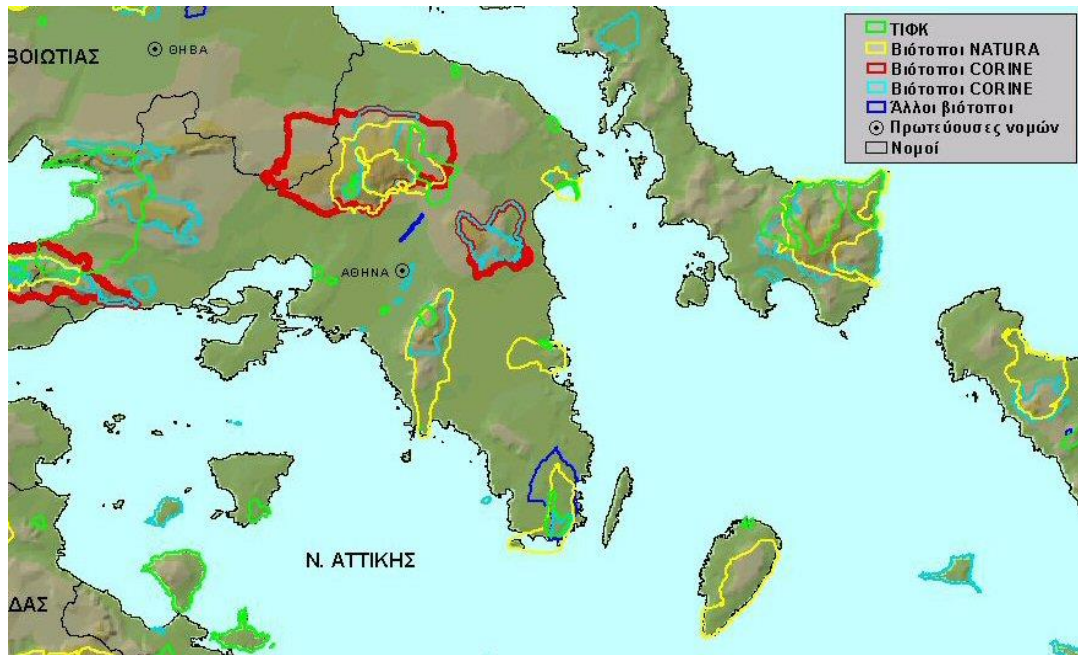 ΒΟΙΩΤΙΑΣ
ΘΗΒΑ
ΤΙΦΚ
Βιότοποι NATURA
Βιότοποι CORINE
Βιότοποι CORINE
Άλλοι βιότοποι
Πρωτεύουσες νομών
Νομοί
ΑΘΗΝΑ
Ν. ΑΤΤΙΚΗΣ
ΔΑΣ